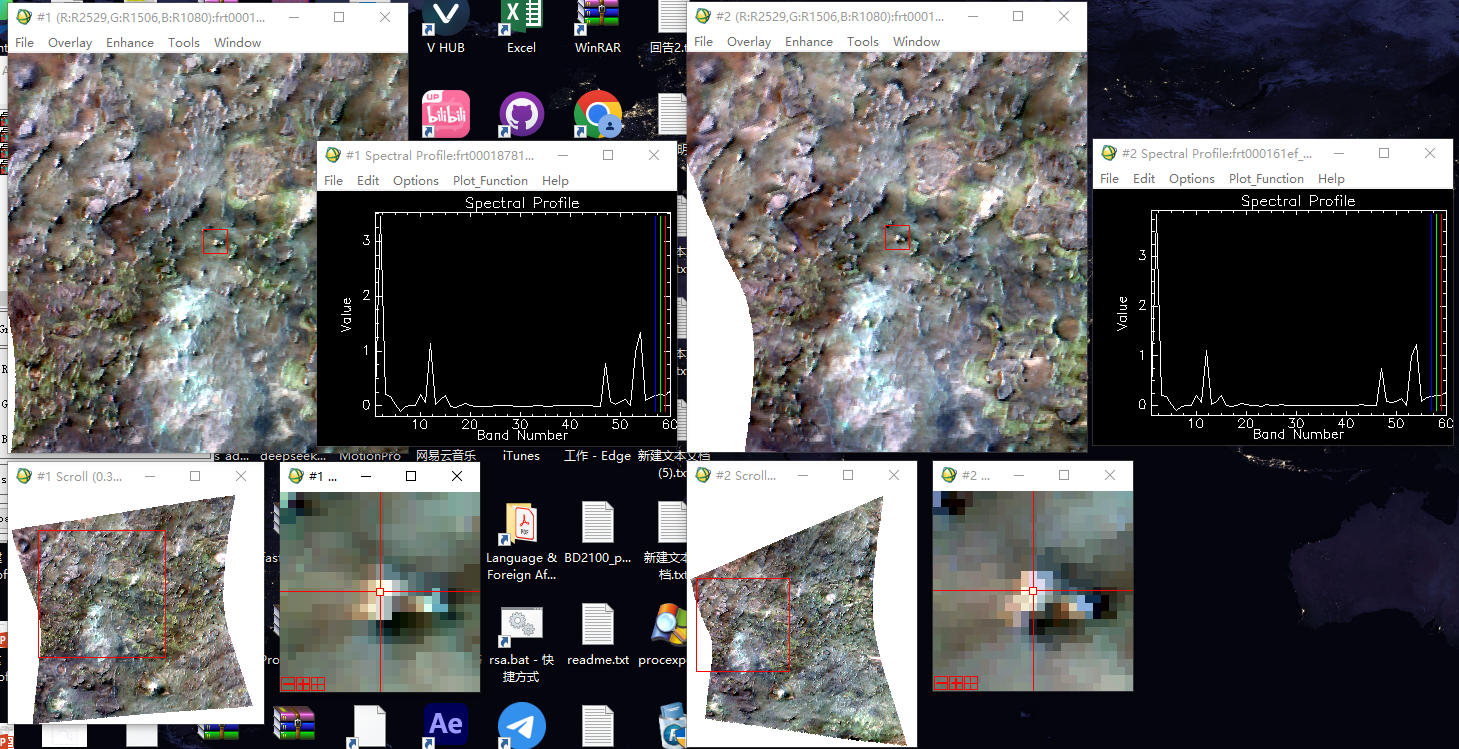 #1 (R:R2529,G:R1506,B:R1080):frt0001...
File Overlay Enhance Tools Window
V HUB
Excel
WinRAR
回告2.t
#2 (R:R2529,G:R1506,B:R1080):frt0001...
File Overlay Enhance Tools Window
UP
bilibili
#1 Spectral Profile:frt00018781...
File Edit Options Plot_Function Help
Spectral Profile
Value
3
2
1
0
10 20 30 40 50 60
Band Number
#2 Spectral Profile:frt000161ef_...
File Edit Options Plot_Function Help
Spectral Profile
Value
3
2
1
0
10 20 30 40 50 60
Band Number
s_ad... deepseek... MotionPro 网易云音乐 iTunes 工作 - Edge 新建文本文档
(5).txt
#1 Scroll (0.3...
#1 ...
#2 Scroll...
#2 ...
PDF
Language &
Foreign Af...
BD2100_p...
新建文本
档.txt
rsa.bat - 快
捷方式
readme.txt
procexp
Ae